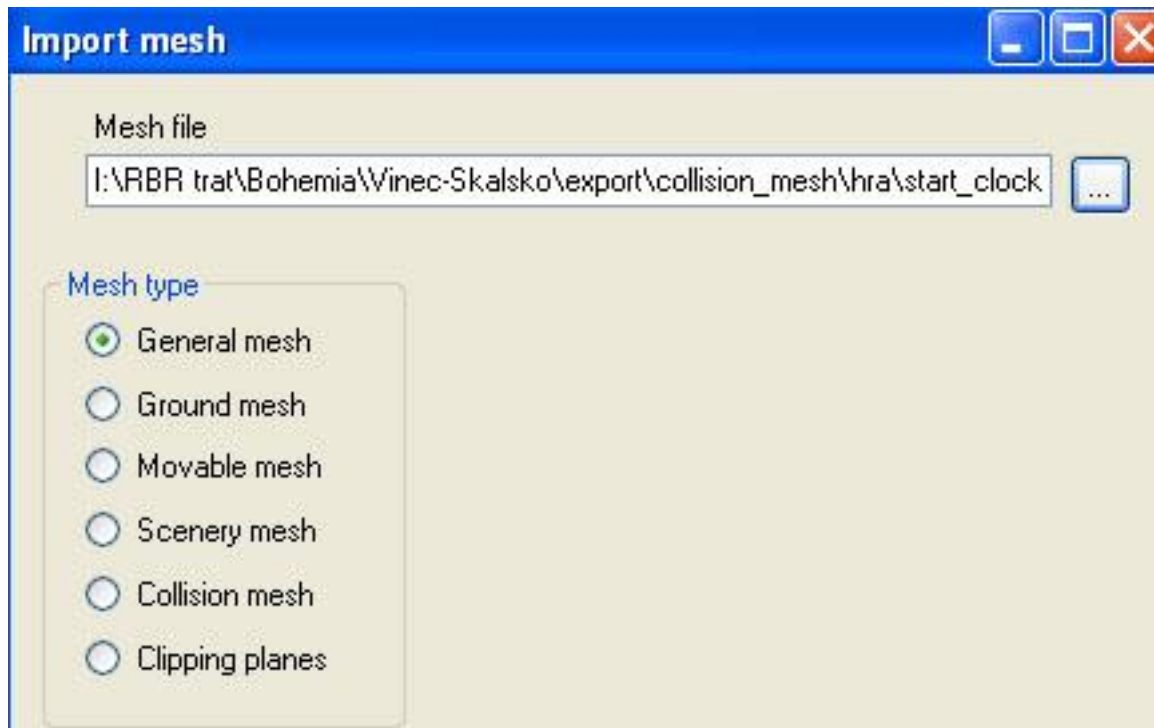 Import mesh
Mesh file
I:\RBR trat\Bohemia\Vinec-Skalsko\export\collision_mesh\hra\start_clock
...
Mesh type
General mesh
Ground mesh
Movable mesh
Scenery mesh
Collision mesh
Clipping planes